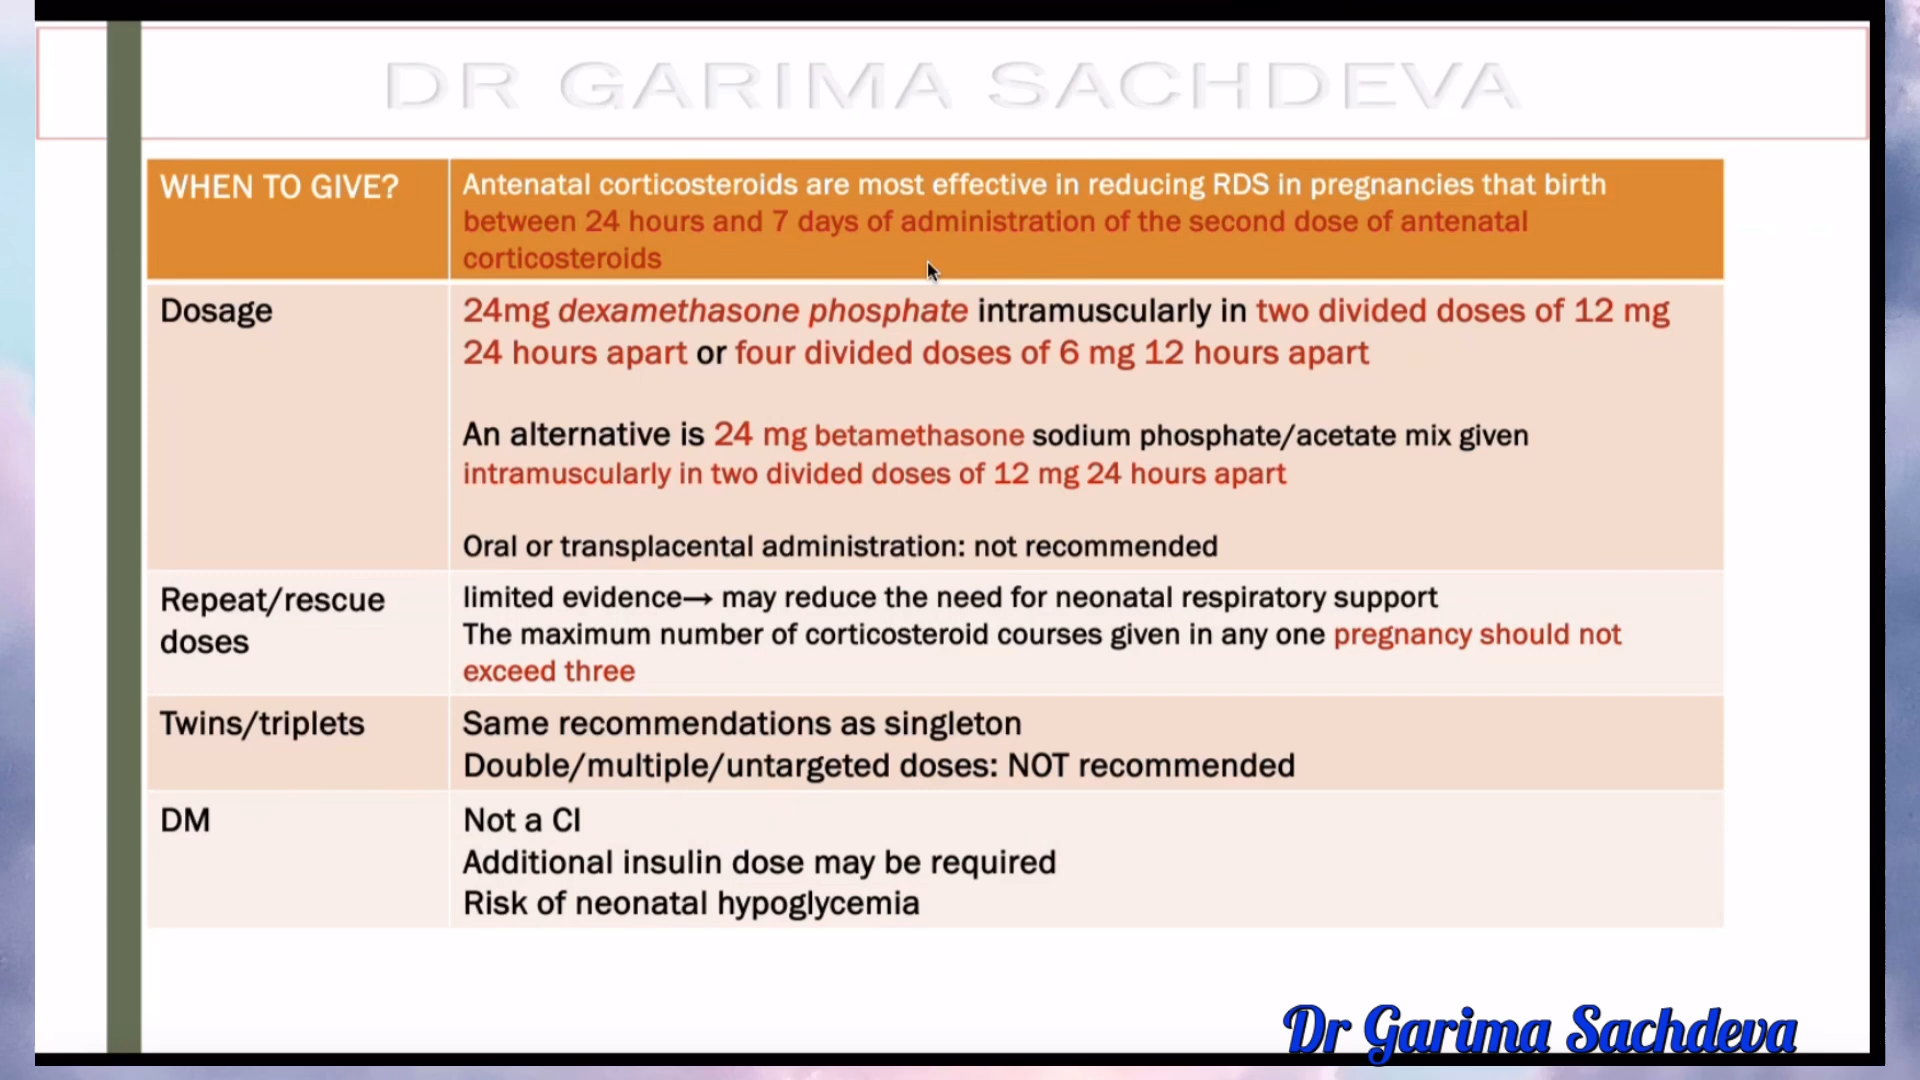 DR GARIMA SACHDEVA
WHEN TO GIVE?
Antenatal corticosteroids are most effective in reducing RDS in pregnancies that birth
between 24 hours and 7 days of administration of the second dose of antenatal
corticosteroids
Dosage
24mg dexamethasone phosphate intramuscularly in two divided doses of 12 mg
24 hours apart or four divided doses of 6 mg 12 hours apart
An alternative is 24 mg betamethasone sodium phosphate/acetate mix given
intramuscularly in two divided doses of 12 mg 24 hours apart
Oral or transplacental administration: not recommended
Repeat/rescue
doses
limited evidence→ may reduce the need for neonatal respiratory support
The maximum number of corticosteroid courses given in any one pregnancy should not
exceed three
Twins/triplets
Same recommendations as singleton
Double/multiple/untargeted doses: NOT recommended
DM
Not a CI
Additional insulin dose may be required
Risk of neonatal hypoglycemia
Dr Garima Sachdeva